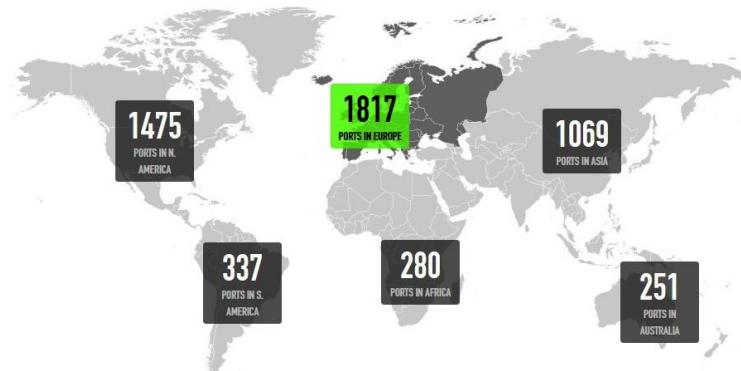 1475
PORTS IN N.
AMERICA
1817
PORTS IN EUROPE
1069
PORTS IN ASIA
337
PORTS IN S.
AMERICA
280
PORTS IN AFRICA
251
PORTS IN
AUSTRALIA